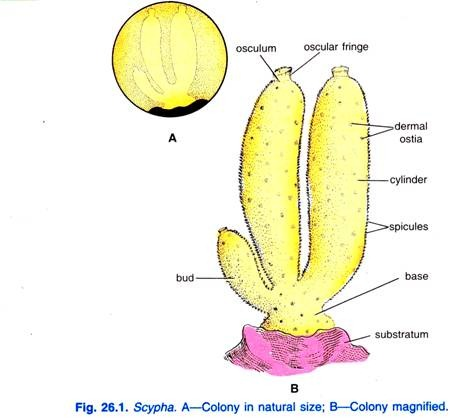 osculum
oscular fringe
A
dermal
ostia
cylinder
spicules
bud
base
substratum
B
Fig. 26.1. Scypha. A—Colony in natural size; B—Colony magnified.